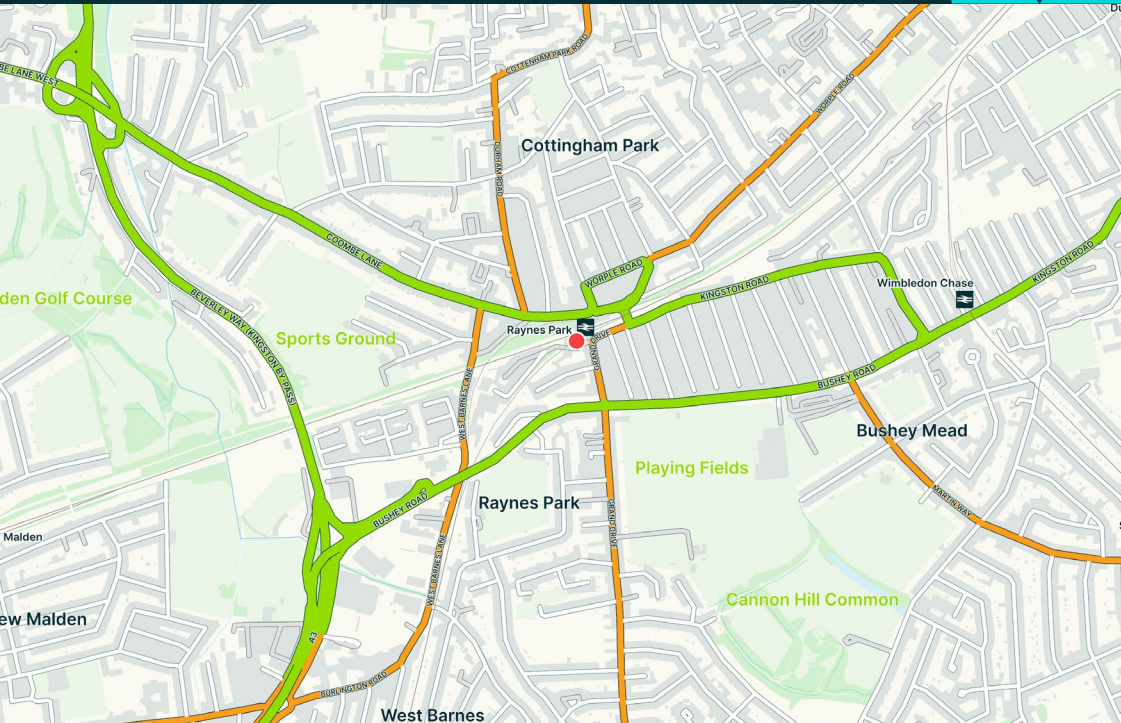 BE LANE WEST
COTTENHAM PARK ROAD
WORPLE ROAD
DURHAM ROAD
Cottingham Park
COOMBE LANE
WORPLE ROAD
KINGSTON ROAD
Wimbledon Chase
KINGSTON ROAD
den Golf Course
BEVERLEY WAY (KINGSTON BY-PASS)
Sports Ground
Raynes Park
GRAND DRIVE
WEST BARNES LANE
BUSHEY ROAD
Bushey Mead
Playing Fields
BUSHEY ROAD
Raynes Park
MARTIN WAY
GRAND DRIVE
Malden
WEST BARNES LANE
Cannon Hill Common
ew Malden
A3
BURLINGTON ROAD
West Barnes